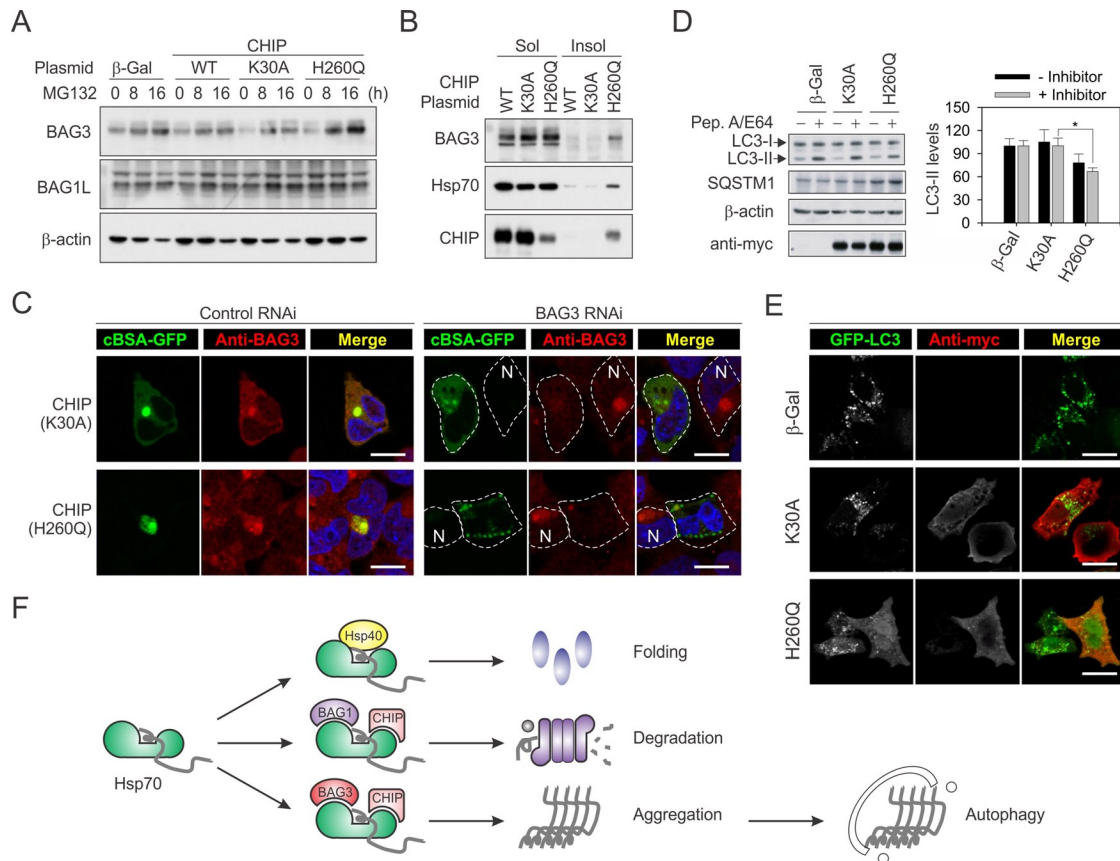 A
CHIP
Plasmid β-Gal WT K30A H260Q
MG132 0 8 16 0 8 16 0 8 16 0 8 16 (h)
BAG3
BAG1L
β-actin
B
Sol Insol
CHIP Plasmid WT K30A H260Q WT K30A H260Q
BAG3
Hsp70
CHIP
D
β-Gal K30A H260Q
Pep. A/E64 − + − + − +
LC3-I
LC3-II
SQSTM1
β-actin
anti-myc
- Inhibitor
+ Inhibitor
LC3-II levels
150
120
90
60
30
0
*
β-Gal K30A H260Q
C
Control RNAi BAG3 RNAi
cBSA-GFP Anti-BAG3 Merge cBSA-GFP Anti-BAG3 Merge
CHIP
(K30A)
N N N
CHIP
(H260Q)
N N N
E
GFP-LC3 Anti-myc Merge
β-Gal
K30A
H260Q
F
Hsp40
Folding
BAG1 CHIP
Degradation
Hsp70
BAG3 CHIP
Aggregation
Autophagy